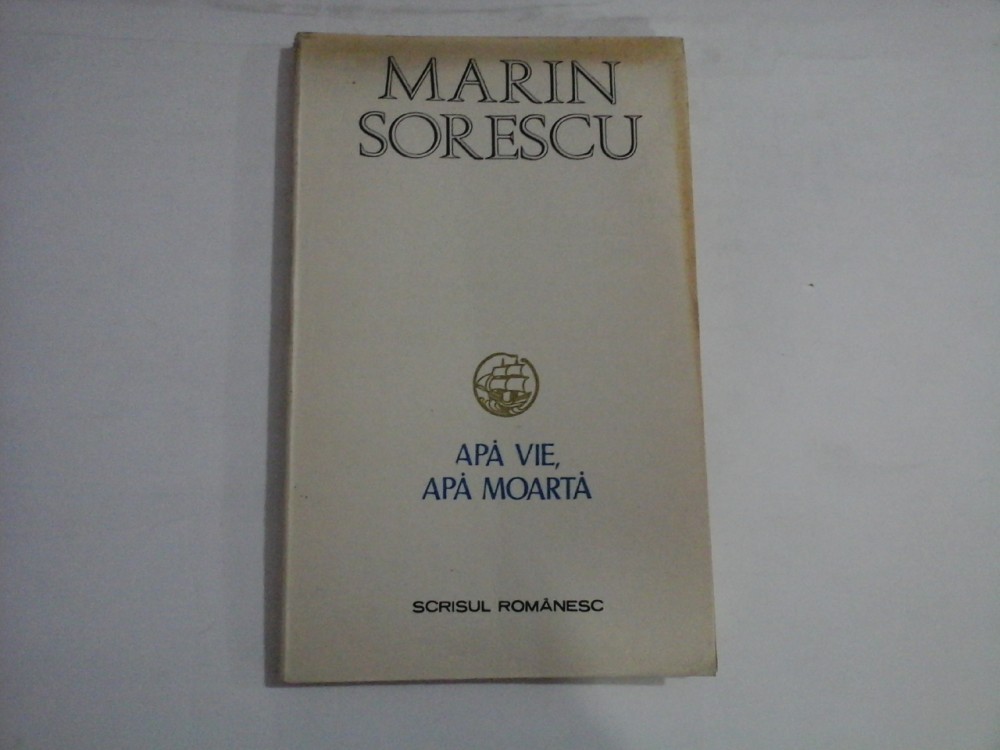 MARIN
SORESCU
APĂ VIE,
APĂ MOARTĂ
SCRISUL ROMÂNESC